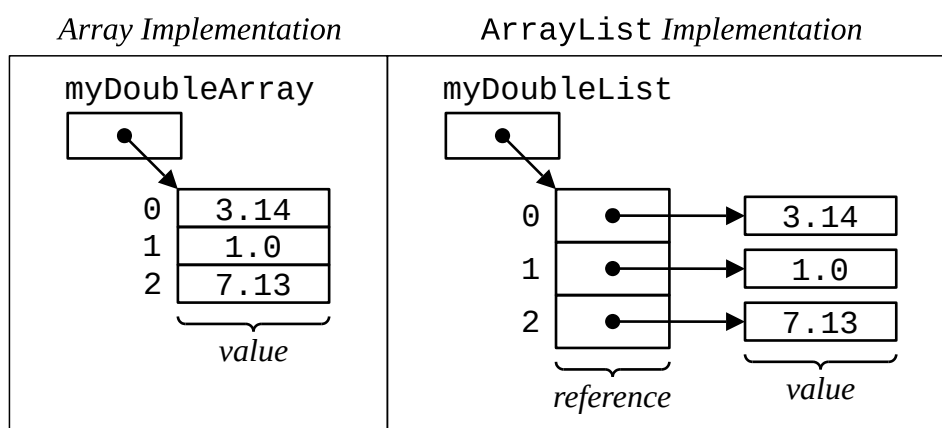 Array Implementation
ArrayList Implementation
myDoubleArray
0 3.14
1 1.0
2 7.13
value
myDoubleList
0 3.14
1 1.0
2 7.13
reference
value